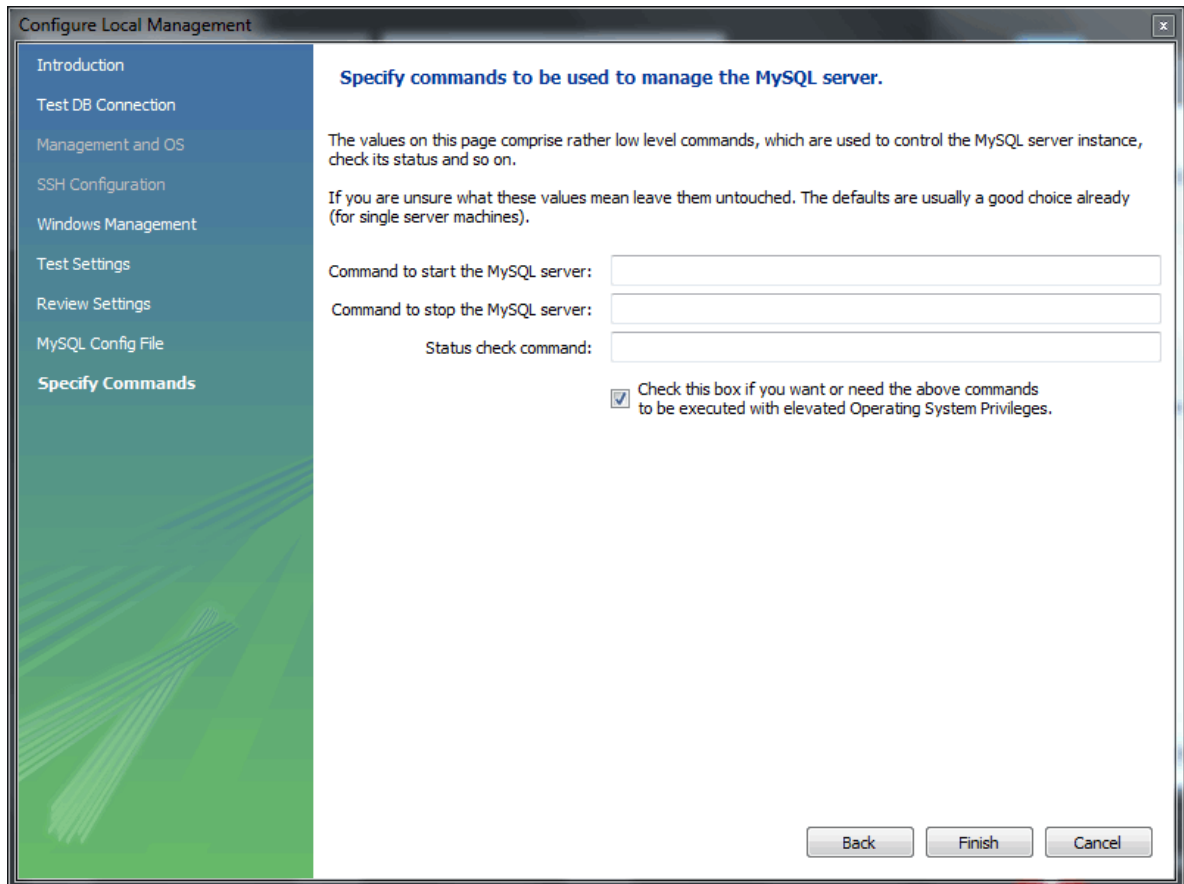 Configure Local Management
Introduction
Test DB Connection
Management and OS
SSH Configuration
Windows Management
Test Settings
Review Settings
MySQL Config File
Specify Commands
Specify commands to be used to manage the MySQL server.
The values on this page comprise rather low level commands, which are used to control the MySQL server instance,
check its status and so on.
If you are unsure what these values mean leave them untouched. The defaults are usually a good choice already
(for single server machines).
Command to start the MySQL server:
Command to stop the MySQL server:
Status check command:
Check this box if you want or need the above commands
to be executed with elevated Operating System Privileges.
Back
Finish
Cancel